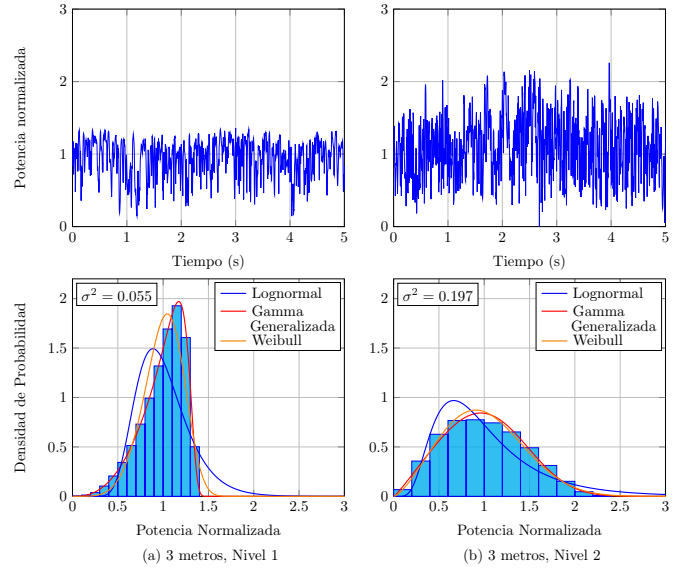 3
2
1
0
Potencia normalizada
0 1 2 3 4 5
Tiempo (s)
3
2
1
0
0 1 2 3 4 5
Tiempo (s)
2
1.5
1
0.5
0
Densidad de Probabilidad
σ² = 0.055
Lognormal
Gamma
Generalizada
Weibull
0 0.5 1 1.5 2 2.5 3
Potencia Normalizada
(a) 3 metros, Nivel 1
2
1.5
1
0.5
0
σ² = 0.197
Lognormal
Gamma
Generalizada
Weibull
0 0.5 1 1.5 2 2.5 3
Potencia Normalizada
(b) 3 metros, Nivel 2